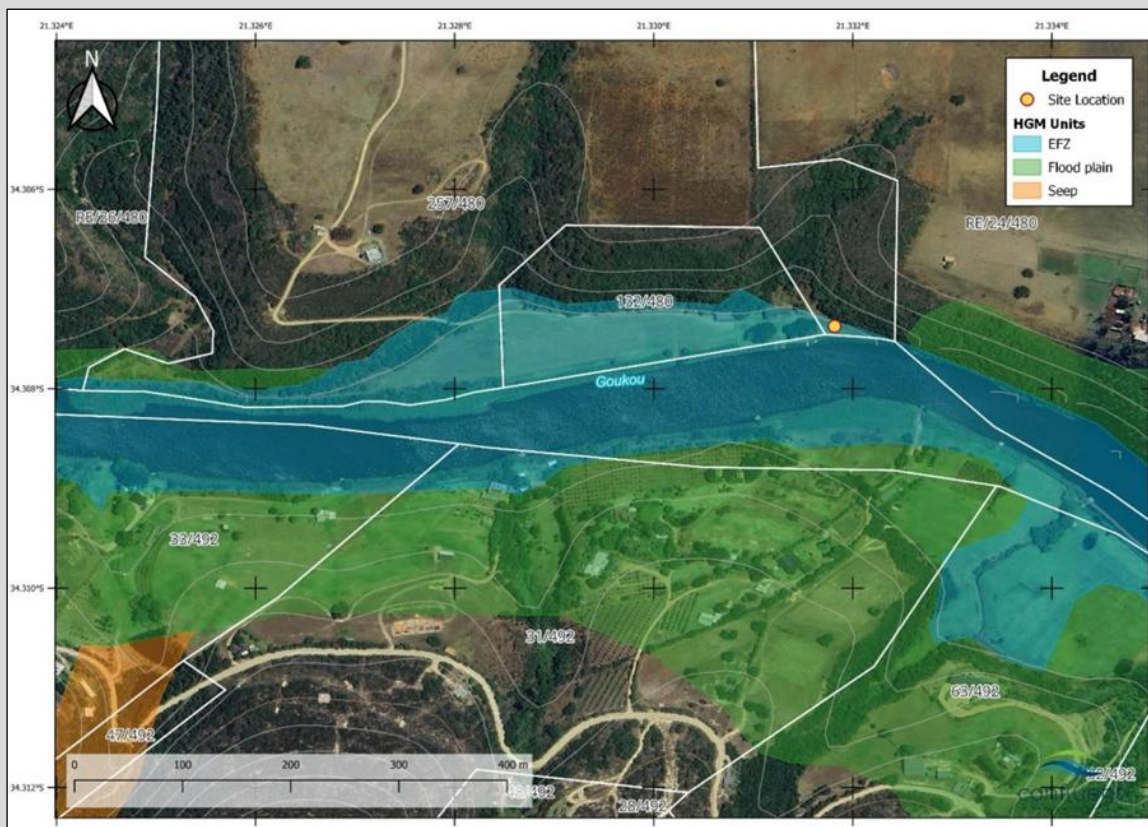 21.324°E 21.326°E 21.328°E 21.330°E 21.332°E 21.334°E
N
Legend
Site Location
HGM Units
EFZ
Flood plain
Seep
34.306°S
RE/26/480
257/480
RE/24/480
132/480
34.308°S
Goukou
33/492
34.310°S
31/492
63/492
47/492
0 100 200 300 400 m
34.312°S
28/492